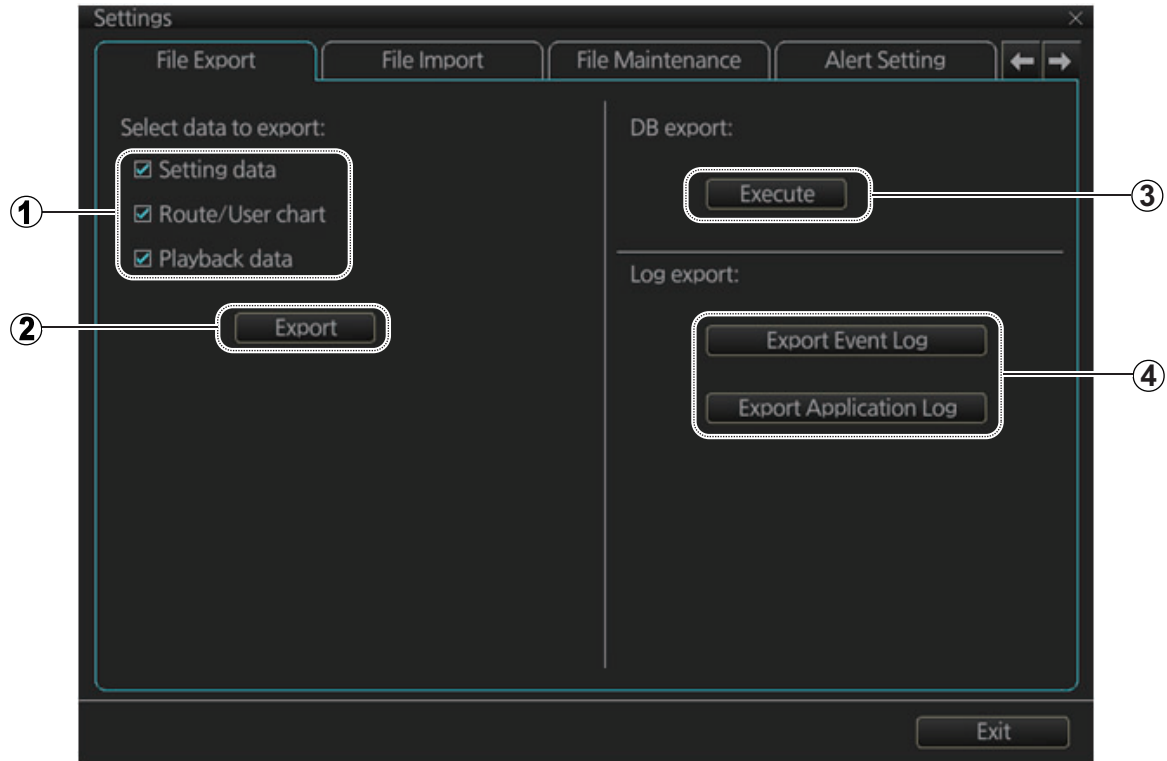 Settings
File Export
File Import
File Maintenance
Alert Setting
Select data to export:
Setting data
Route/User chart
Playback data
Export
DB export:
Execute
Log export:
Export Event Log
Export Application Log
Exit
1
2
3
4